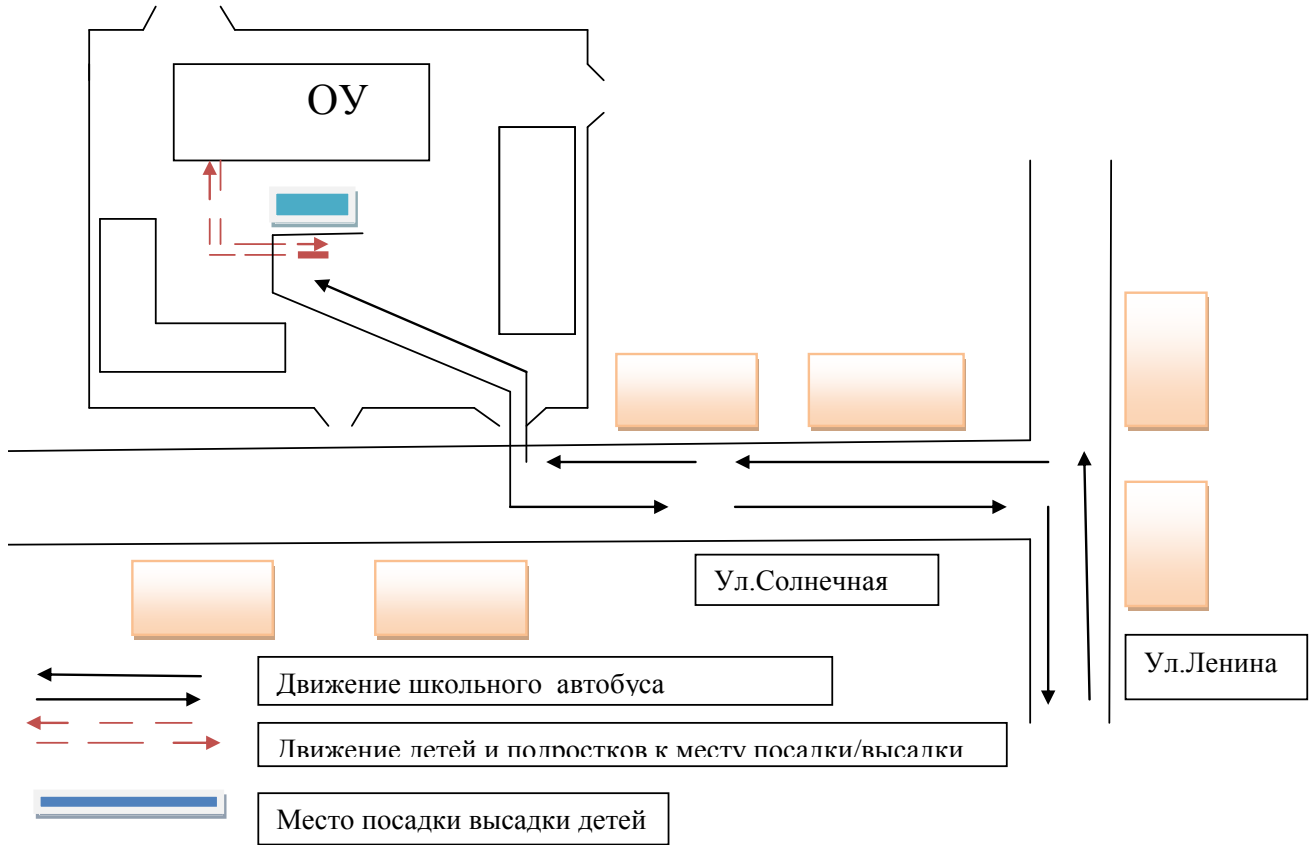 ОУ
Ул.Солнечная
Ул.Ленина
Движение школьного автобуса
Движение детей и подростков к месту посадки/высадки
Место посадки высадки детей